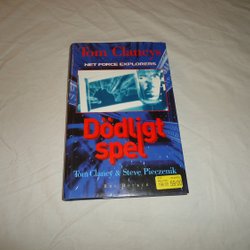 Tom Clancys
NET FORCE EXPLORERS
Dödligt
spel
Tom Clancy & Steve Pieczenik